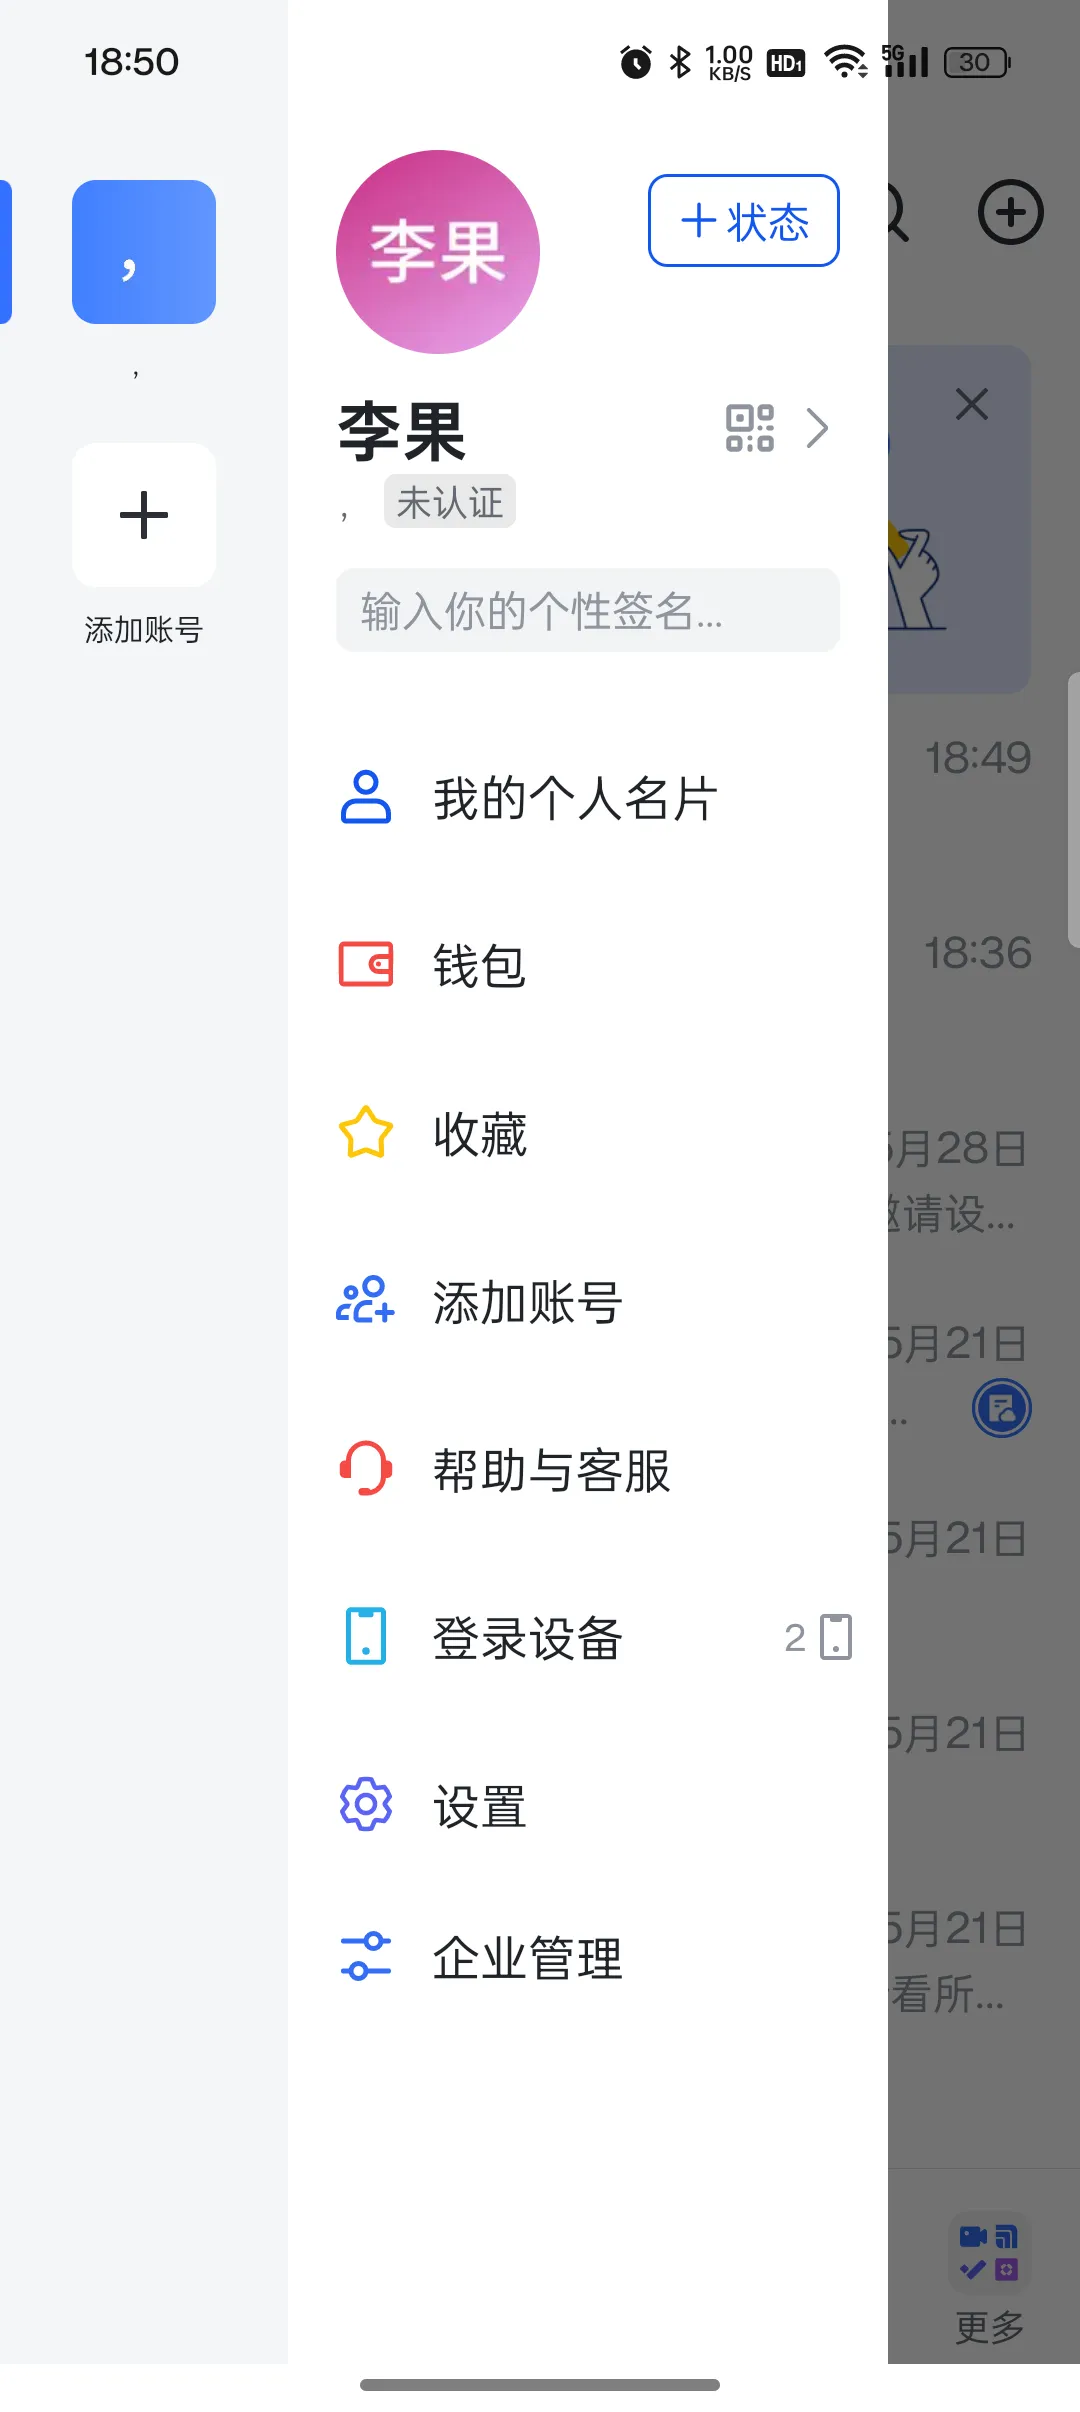 18:50
1.00
KB/S
HD1
5G
30
,
,
添加账号
李果
状态
李果
, 未认证
输入你的个性签名...
我的个人名片
钱包
收藏
添加账号
帮助与客服
登录设备 2
设置
企业管理
18:49
18:36
5月28日
邀请设...
5月21日
..
5月21日
5月21日
5月21日
看所...
更多